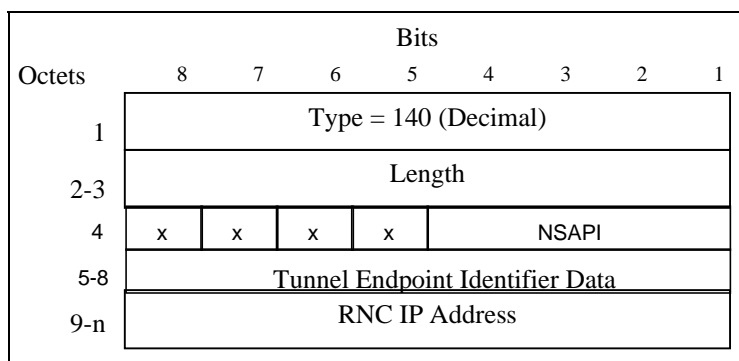 Bits
Octets 8 7 6 5 4 3 2 1
1 Type = 140 (Decimal)
2-3 Length
4 x x x x NSAPI
5-8 Tunnel Endpoint Identifier Data
9-n RNC IP Address